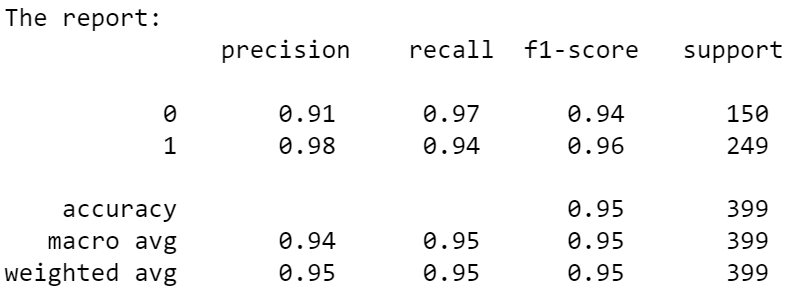 The report:
precision recall f1-score support
0 0.91 0.97 0.94 150
1 0.98 0.94 0.96 249
accuracy 0.95 399
macro avg 0.94 0.95 0.95 399
weighted avg 0.95 0.95 0.95 399